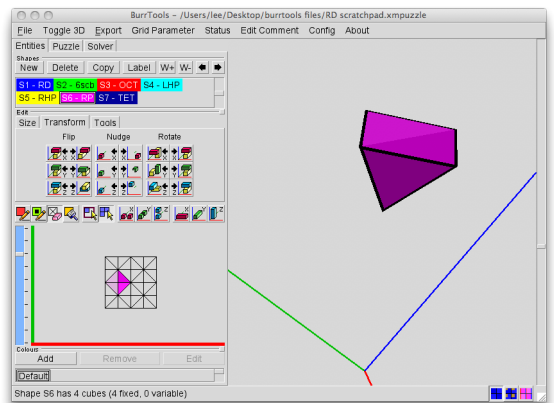 BurrTools - /Users/lee/Desktop/burrtools files/RD scratchpad.xmpuzzle
File Toggle 3D Export Grid Parameter Status Edit Comment Config About
Entities Puzzle Solver
Shapes
New Delete Copy Label W+ W-
S1 - RD S2 - 6scb S3 - OCT S4 - LHP
S5 - RHP S6 - RP S7 - TET
Edit
Size Transform Tools
Flip Nudge Rotate
X X X
Y Y Y
Z Z Z
X Y Z X Y Z
Colours
Add Remove Edit
Default
Shape S6 has 4 cubes (4 fixed, 0 variable)